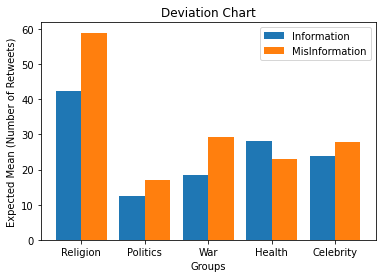 Deviation Chart
Information
MisInformation
Expected Mean (Number of Retweets)
60
50
40
30
20
10
0
Religion Politics War Health Celebrity
Groups